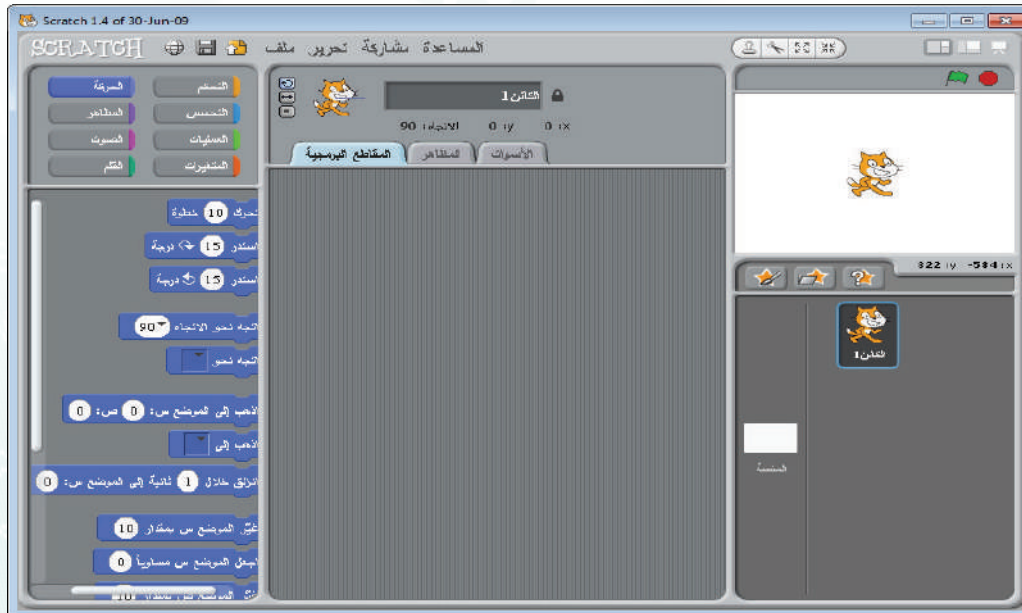 Scratch 1.4 of 30-Jun-09
SCRATCH
ملف تحرير مشاركة المساعدة
السرعة التحكم
المظاهر التحسس
الصوت العمليات
القلم المتغيرات
تحرك 10 خطوة
استدر 15 درجة
استدر 15 درجة
اتجه نحو الاتجاه 90
اتجه نحو
اذهب إلى الموضع س: 0 ص: 0
اذهب إلى
انزلق خلال 1 ثانية إلى الموضع س: 0
غيّر الموضع س بمقدار 10
اجعل الموضع س مساوياً 0
الكائن1
x: 0 y: 0 الاتجاه: 90
المقاطع البرمجية المظاهر الأصوات
x: -584 y: 822
الكائن1
المنصة